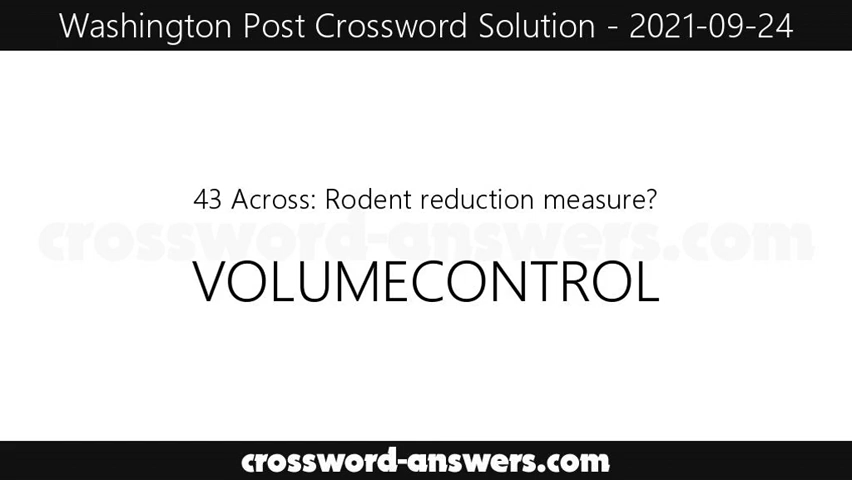 Washington Post Crossword Solution - 2021-09-24
43 Across: Rodent reduction measure?
crossword-answers.com
VOLUMECONTROL
crossword-answers.com